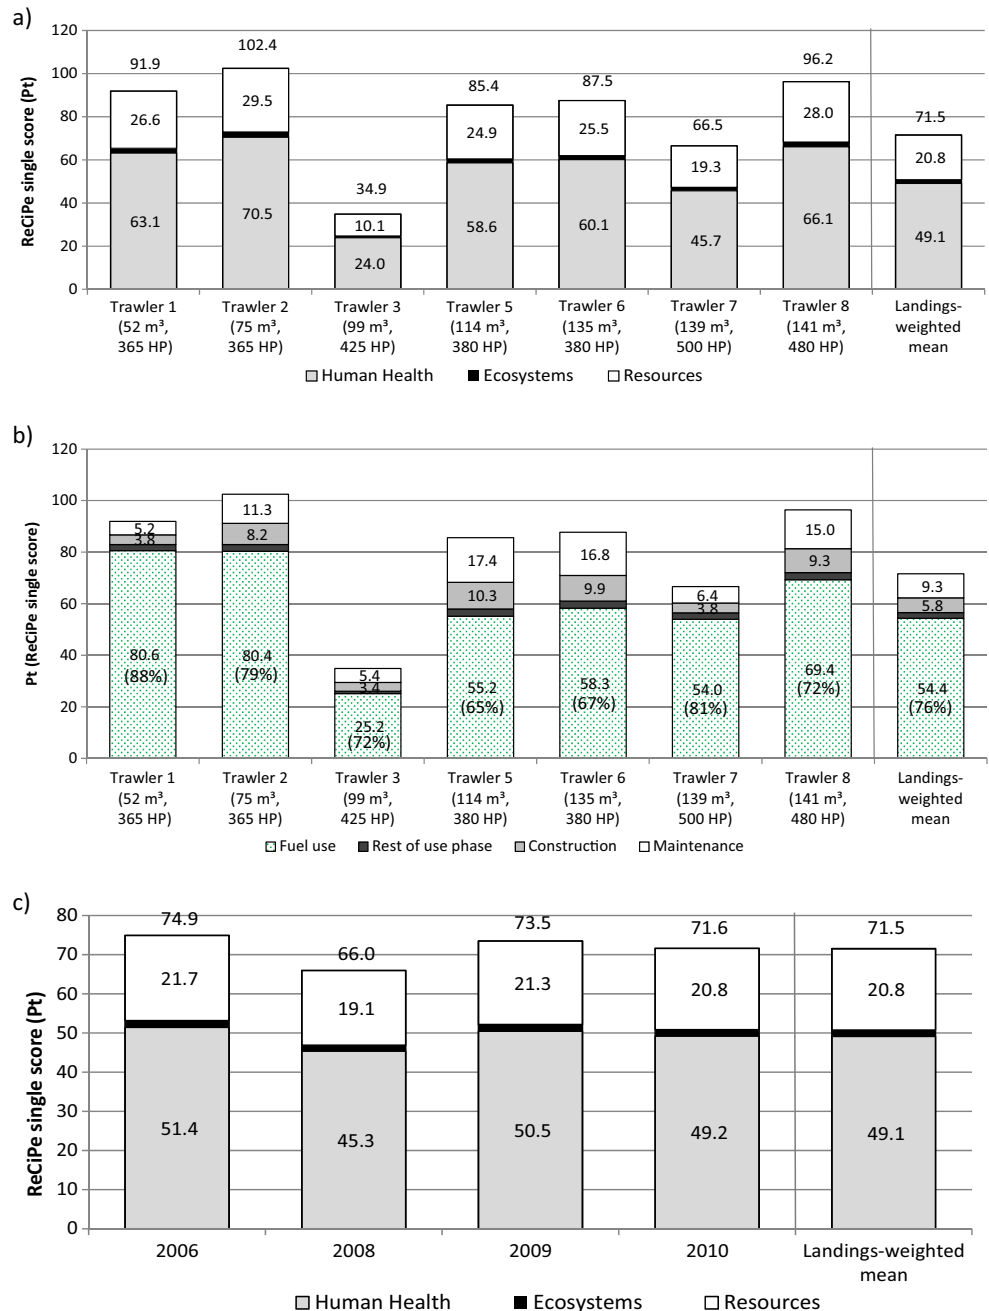 a)
ReCiPe single score (Pt)
120
100
80
60
40
20
0
91.9
102.4
34.9
85.4
87.5
66.5
96.2
71.5
26.6
29.5
10.1
24.9
25.5
19.3
28.0
20.8
63.1
70.5
24.0
58.6
60.1
45.7
66.1
49.1
Trawler 1
(52 m³,
365 HP)
Trawler 2
(75 m³,
365 HP)
Trawler 3
(99 m³,
425 HP)
Trawler 5
(114 m³,
380 HP)
Trawler 6
(135 m³,
380 HP)
Trawler 7
(139 m³,
500 HP)
Trawler 8
(141 m³,
480 HP)
Landings-
weighted
mean
Human Health Ecosystems Resources
b)
Pt (ReCiPe single score)
120
100
80
60
40
20
0
5.2
3.8
80.6
(88%)
11.3
8.2
80.4
(79%)
5.4
3.4
25.2
(72%)
17.4
10.3
55.2
(65%)
16.8
9.9
58.3
(67%)
6.4
3.8
54.0
(81%)
15.0
9.3
69.4
(72%)
9.3
5.8
54.4
(76%)
Trawler 1
(52 m³,
365 HP)
Trawler 2
(75 m³,
365 HP)
Trawler 3
(99 m³,
425 HP)
Trawler 5
(114 m³,
380 HP)
Trawler 6
(135 m³,
380 HP)
Trawler 7
(139 m³,
500 HP)
Trawler 8
(141 m³,
480 HP)
Landings-
weighted
mean
Fuel use Rest of use phase Construction Maintenance
c)
ReCiPe single score (Pt)
80
70
60
50
40
30
20
10
0
74.9
66.0
73.5
71.6
71.5
21.7
19.1
21.3
20.8
20.8
51.4
45.3
50.5
49.2
49.1
2006
2008
2009
2010
Landings-weighted
mean
Human Health Ecosystems Resources